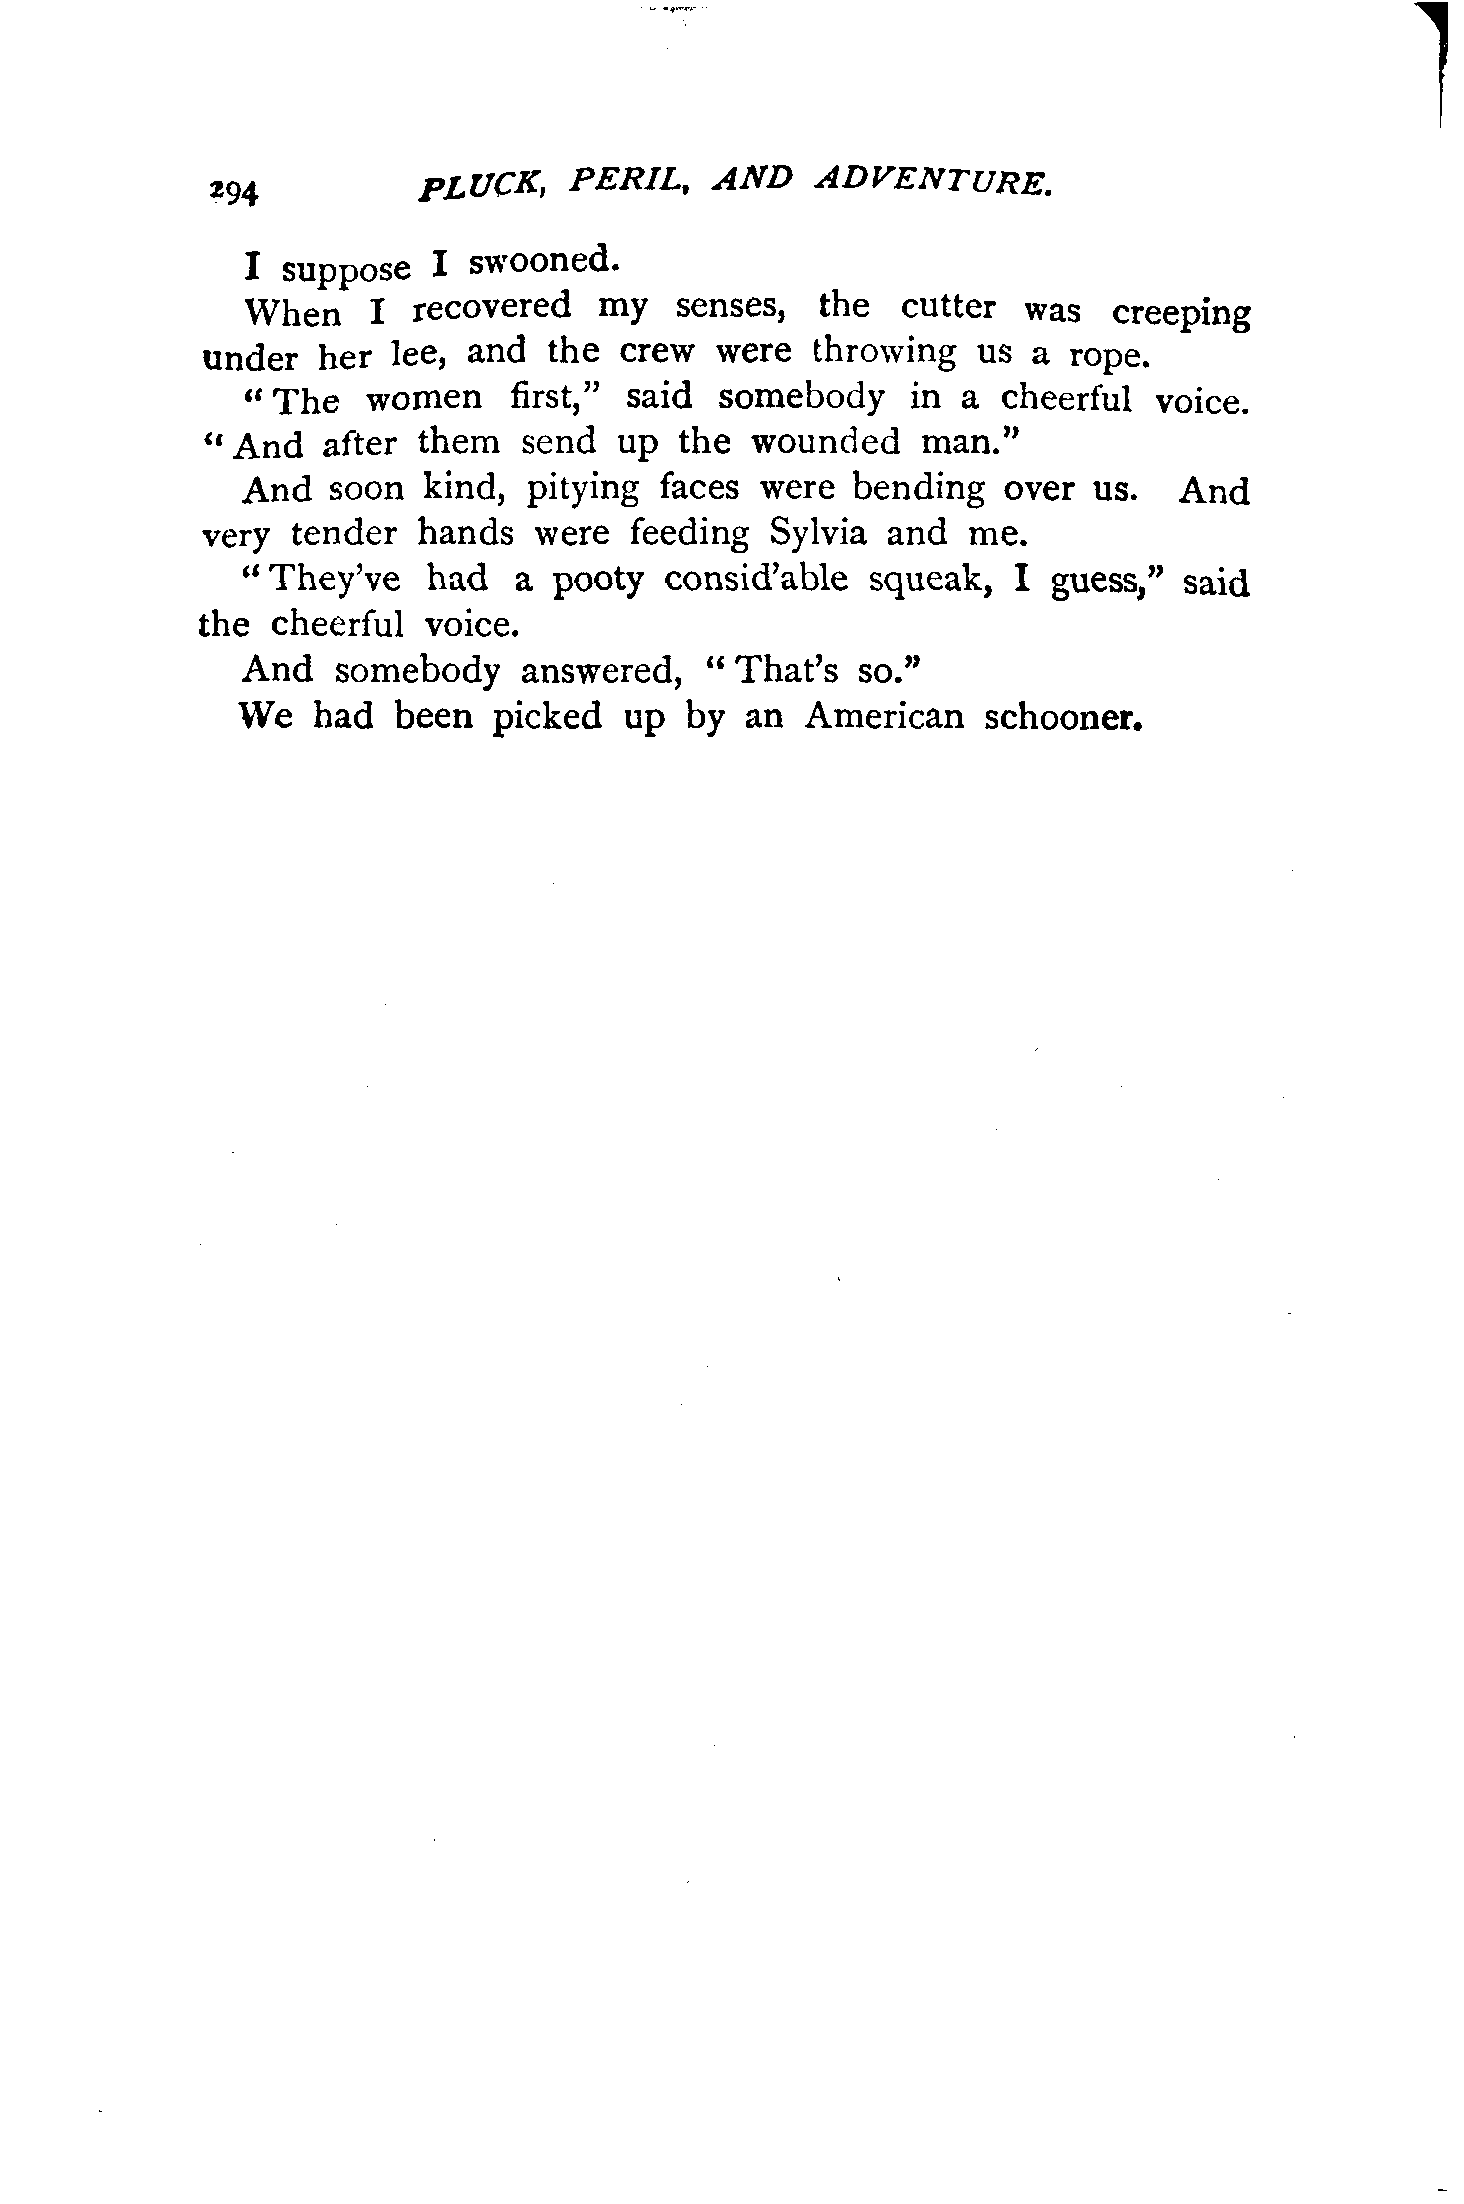 294 PLUCK, PERIL, AND ADVENTURE.
I suppose I swooned.
When I recovered my senses, the cutter was creeping
under her lee, and the crew were throwing us a rope.
“The women first,” said somebody in a cheerful voice.
“And after them send up the wounded man.”
And soon kind, pitying faces were bending over us. And
very tender hands were feeding Sylvia and me.
“They’ve had a pooty consid’able squeak, I guess,” said
the cheerful voice.
And somebody answered, “That’s so.”
We had been picked up by an American schooner.